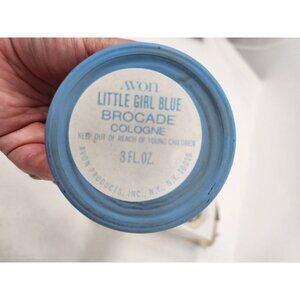 AVON
LITTLE GIRL BLUE
BROCADE
COLOGNE
KEEP OUT OF REACH OF YOUNG CHILDREN
3 FL. OZ.
AVON PRODUCTS, INC., N.Y., N.Y.